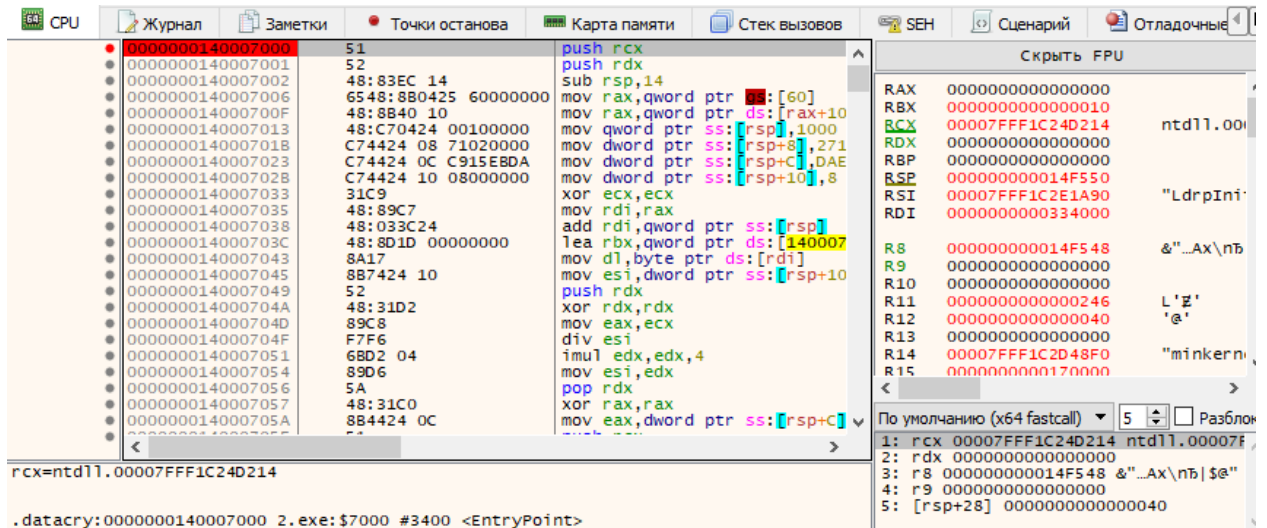 CPU Журнал Заметки Точки останова Карта памяти Стек вызовов SEH Сценарий Отладочные
0000000140007000 51 push rcx
0000000140007001 52 push rdx
0000000140007002 48:83EC 14 sub rsp,14
0000000140007006 6548:8B0425 60000000 mov rax,qword ptr gs:[60]
000000014000700F 48:8B40 10 mov rax,qword ptr ds:[rax+10
0000000140007013 48:C70424 00100000 mov qword ptr ss:[rsp],1000
000000014000701B C74424 08 71020000 mov dword ptr ss:[rsp+8],271
0000000140007023 C74424 0C C915EBDA mov dword ptr ss:[rsp+C],DAE
000000014000702B C74424 10 08000000 mov dword ptr ss:[rsp+10],8
0000000140007033 31C9 xor ecx,ecx
0000000140007035 48:89C7 mov rdi,rax
0000000140007038 48:033C24 add rdi,qword ptr ss:[rsp]
000000014000703C 48:8D1D 00000000 lea rbx,qword ptr ds:[140007
0000000140007043 8A17 mov dl,byte ptr ds:[rdi]
0000000140007045 8B7424 10 mov esi,dword ptr ss:[rsp+10
0000000140007049 52 push rdx
000000014000704A 48:31D2 xor rdx,rdx
000000014000704D 89C8 mov eax,ecx
000000014000704F F7F6 div esi
0000000140007051 6BD2 04 imul edx,edx,4
0000000140007054 89D6 mov esi,edx
0000000140007056 5A pop rdx
0000000140007057 48:31C0 xor rax,rax
000000014000705A 8B4424 0C mov eax,dword ptr ss:[rsp+C]
rcx=ntdll.00007FFF1C24D214
.datacry:0000000140007000 2.exe:$7000 #3400 <EntryPoint>
Скрыть FPU
RAX 0000000000000000
RBX 0000000000000010
RCX 00007FFF1C24D214 ntdll.000
RDX 0000000000000000
RBP 0000000000000000
RSP 000000000014F550
RSI 00007FFF1C2E1A90 "LdrpIni
RDI 0000000000334000
R8 000000000014F548 &"…Ax\nЂ
R9 0000000000000000
R10 0000000000000000
R11 0000000000000246
R12 0000000000000040 '@'
R13 0000000000000000
R14 00007FFF1C2D48F0 "minkern
R15 0000000000170000
По умолчанию (x64 fastcall) 5 Разблок
1: rcx 00007FFF1C24D214 ntdll.00007F
2: rdx 0000000000000000
3: r8 000000000014F548 &"…Ax\nЂ|$@"
4: r9 0000000000000000
5: [rsp+28] 0000000000000040